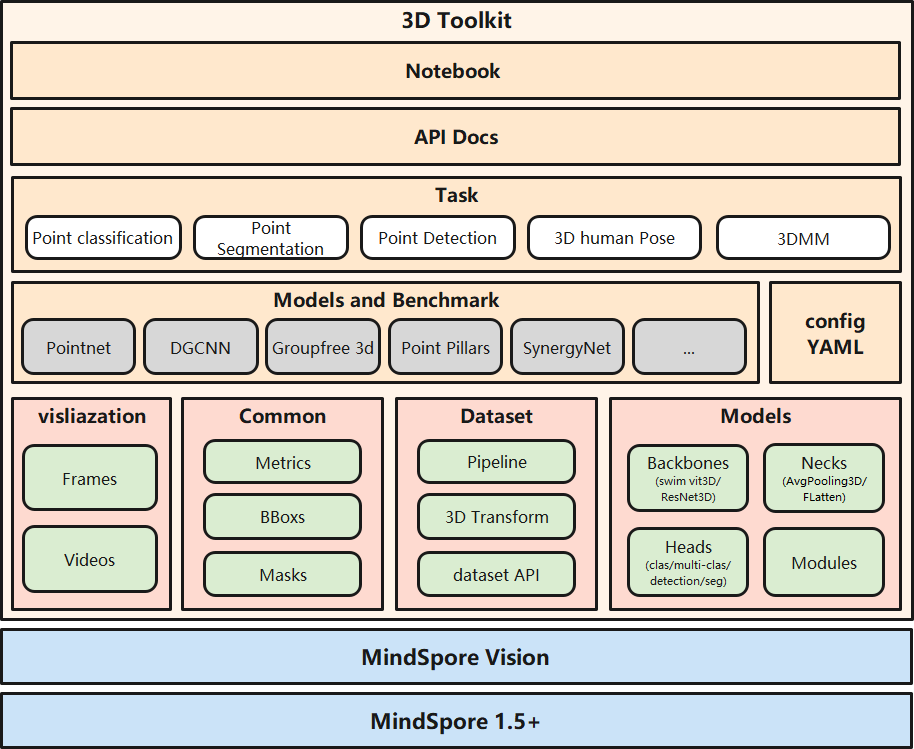 3D Toolkit
Notebook
API Docs
Task
Point classification
Point
Segmentation
Point Detection
3D human Pose
3DMM
Models and Benchmark
Pointnet
DGCNN
Groupfree 3d
Point Pillars
SynergyNet
...
config
YAML
visliazation
Frames
Videos
Common
Metrics
BBoxs
Masks
Dataset
Pipeline
3D Transform
dataset API
Models
Backbones
(swim vit3D/
ResNet3D)
Necks
(AvgPooling3D/
FLatten)
Heads
(clas/multi-clas/
detection/seg)
Modules
MindSpore Vision
MindSpore 1.5+